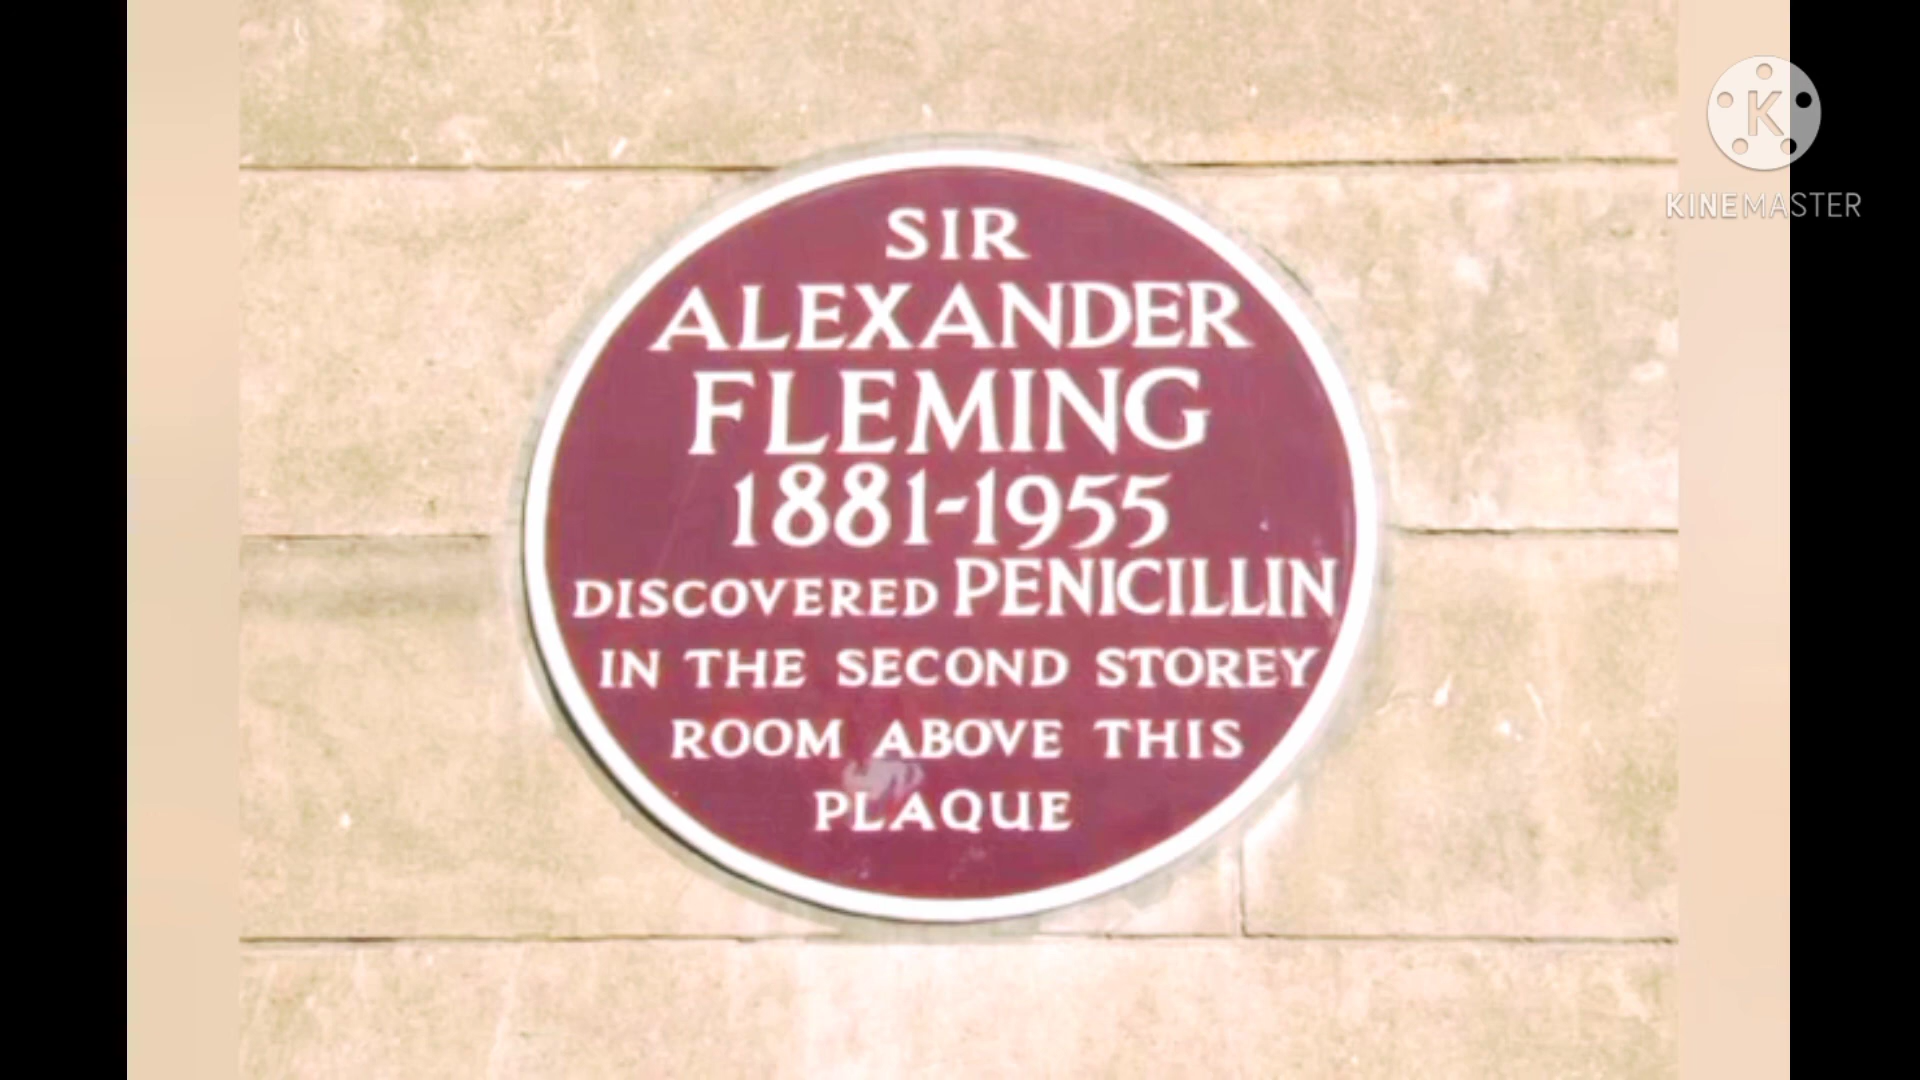 SIR
ALEXANDER
FLEMING
1881-1955
DISCOVERED PENICILLIN
IN THE SECOND STOREY
ROOM ABOVE THIS
PLAQUE
K
KINEMASTER